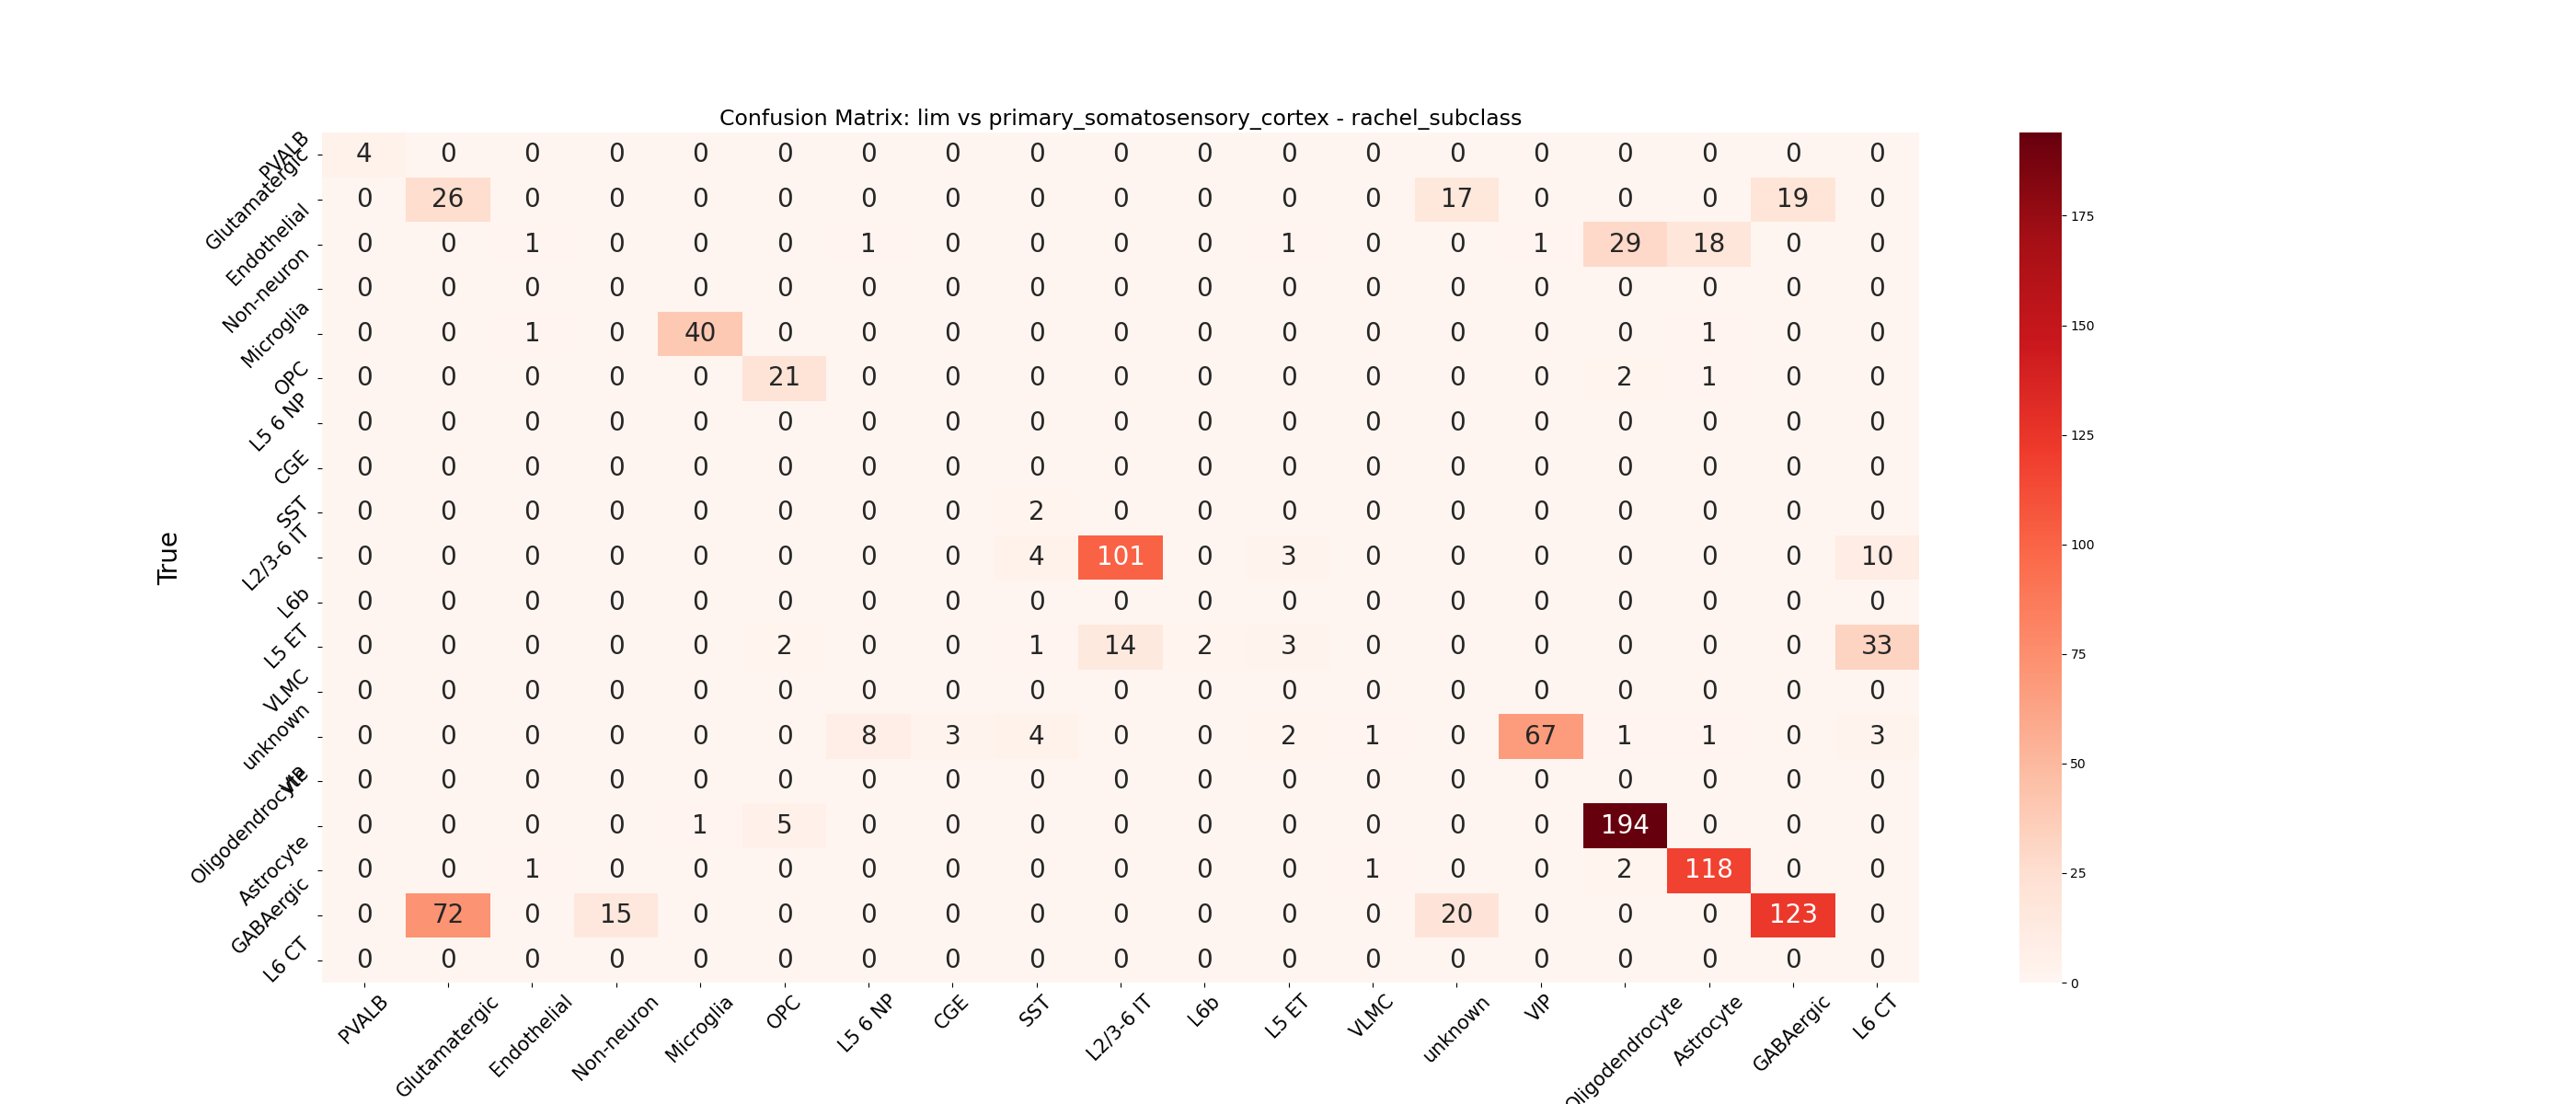 Confusion Matrix: lim vs primary_somatosensory_cortex - rachel_subclass
True
PVALB 4 0 0 0 0 0 0 0 0 0 0 0 0 0 0 0 0 0 0
Glutamatergic 0 26 0 0 0 0 0 0 0 0 0 0 0 17 0 0 0 19 0
Endothelial 0 0 1 0 0 0 1 0 0 0 0 1 0 0 1 29 18 0 0
Non-neuron 0 0 0 0 0 0 0 0 0 0 0 0 0 0 0 0 0 0 0
Microglia 0 0 1 0 40 0 0 0 0 0 0 0 0 0 0 0 1 0 0
OPC 0 0 0 0 0 21 0 0 0 0 0 0 0 0 0 2 1 0 0
L5 6 NP 0 0 0 0 0 0 0 0 0 0 0 0 0 0 0 0 0 0 0
CGE 0 0 0 0 0 0 0 0 0 0 0 0 0 0 0 0 0 0 0
SST 0 0 0 0 0 0 0 0 2 0 0 0 0 0 0 0 0 0 0
L2/3-6 IT 0 0 0 0 0 0 0 0 4 101 0 3 0 0 0 0 0 0 10
L6b 0 0 0 0 0 0 0 0 0 0 0 0 0 0 0 0 0 0 0
L5 ET 0 0 0 0 0 2 0 0 1 14 2 3 0 0 0 0 0 0 33
VLMC 0 0 0 0 0 0 0 0 0 0 0 0 0 0 0 0 0 0 0
unknown 0 0 0 0 0 0 8 3 4 0 0 2 1 0 67 1 1 0 3
VIP 0 0 0 0 0 0 0 0 0 0 0 0 0 0 0 0 0 0 0
Oligodendrocyte 0 0 0 0 1 5 0 0 0 0 0 0 0 0 0 194 0 0 0
Astrocyte 0 0 1 0 0 0 0 0 0 0 0 0 1 0 0 2 118 0 0
GABAergic 0 72 0 15 0 0 0 0 0 0 0 0 0 20 0 0 0 123 0
L6 CT 0 0 0 0 0 0 0 0 0 0 0 0 0 0 0 0 0 0 0
PVALB Glutamatergic Endothelial Non-neuron Microglia OPC L5 6 NP CGE SST L2/3-6 IT L6b L5 ET VLMC unknown VIP Oligodendrocyte Astrocyte GABAergic L6 CT
175
150
125
100
75
50
25
0